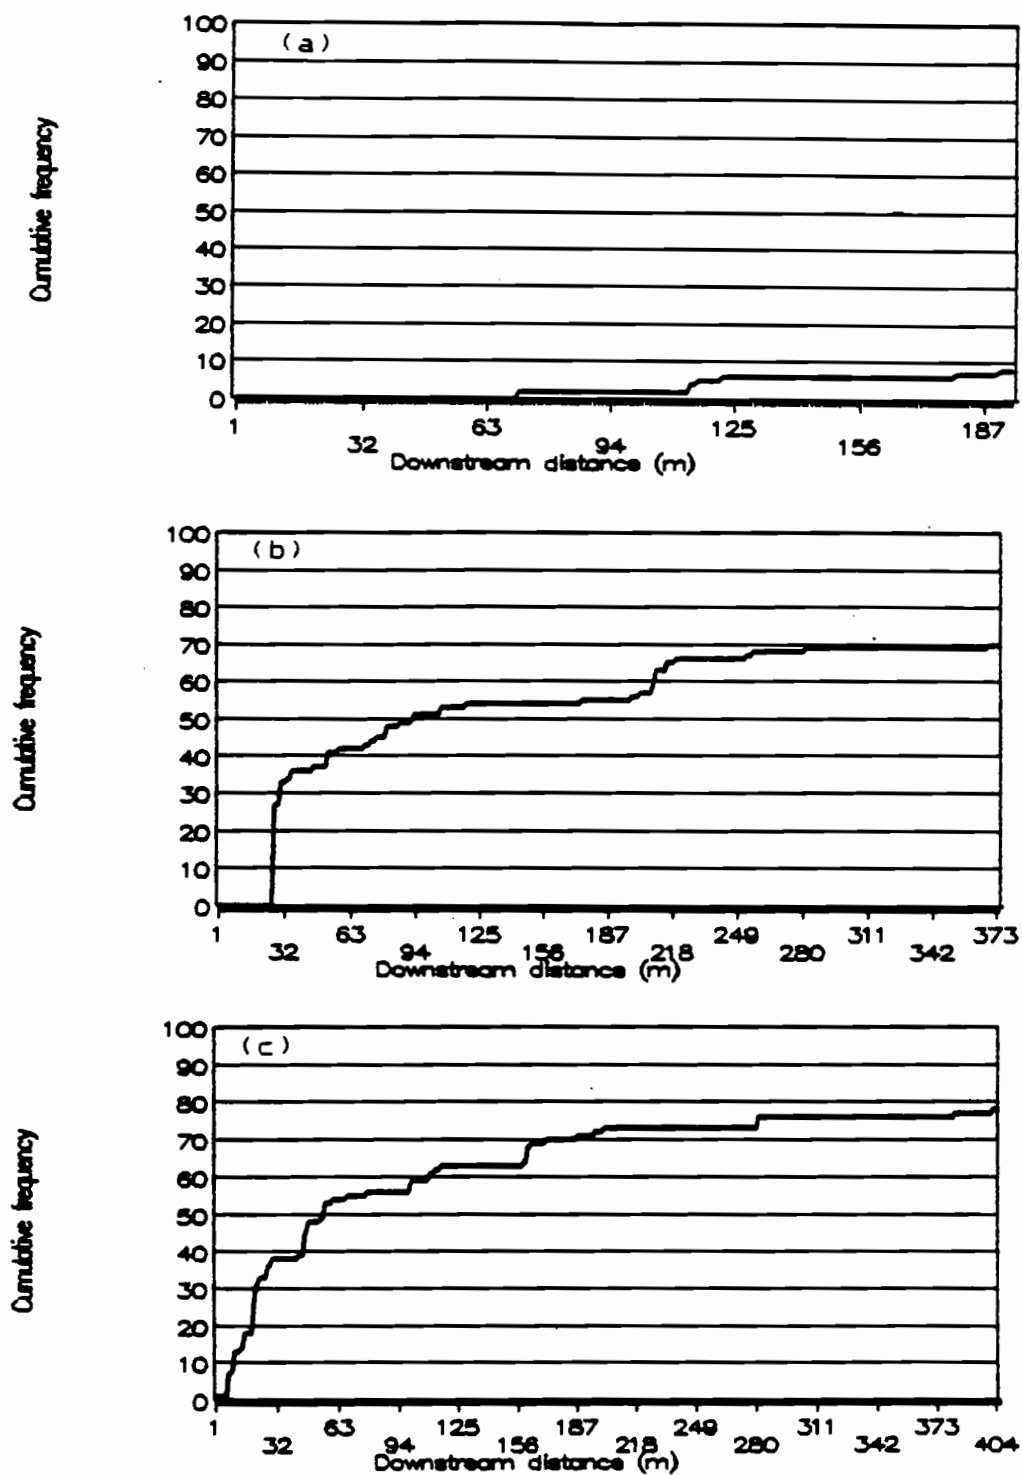 100
(a)
90
80
70
60
50
40
30
20
10
0
Cumulative frequency
1 63 125 187
32 94 156
Downstream distance (m)
100
(b)
90
80
70
60
50
40
30
20
10
0
Cumulative frequency
1 63 125 187 249 311 373
32 94 156 218 280 342
Downstream distance (m)
100
(c)
90
80
70
60
50
40
30
20
10
0
Cumulative frequency
1 63 125 187 249 311 373
32 94 156 218 280 342 404
Downstream distance (m)